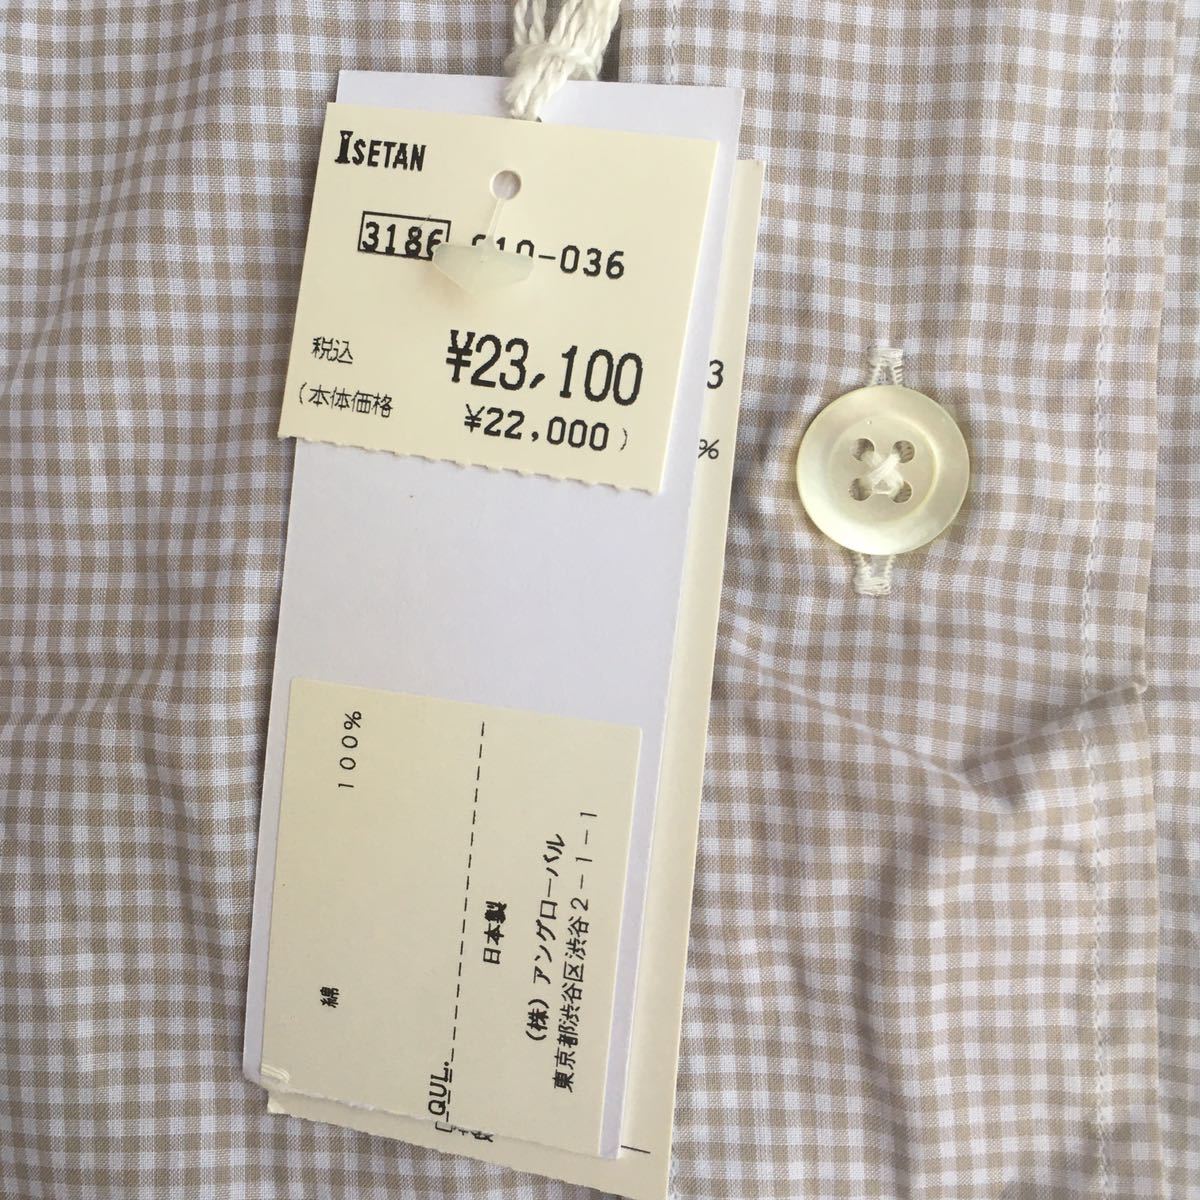 ISETAN
3186 010-036
税込 ¥23,100
(本体価格 ¥22,000)
3
%
綿 100%
QUL.
日本製
(株)アングローバル
東京都渋谷区渋谷2-1-1